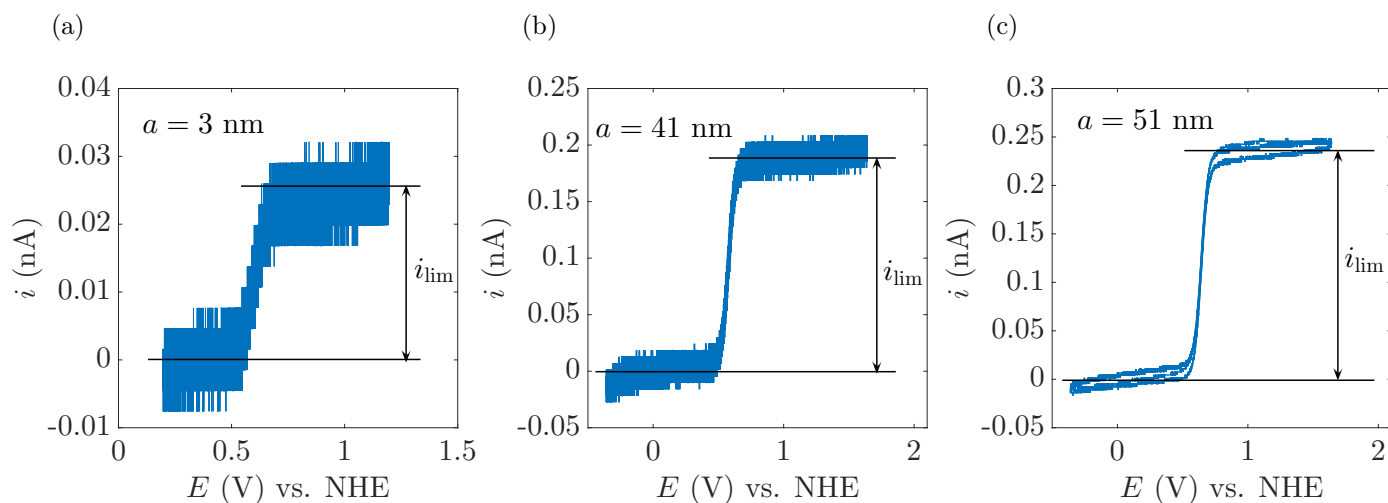 (a)
(b)
(c)
0.04
0.03
0.02
0.01
0
-0.01
0
0.5
1
1.5
i (nA)
E (V) vs. NHE
a = 3 nm
i_lim
0.25
0.2
0.15
0.1
0.05
0
-0.05
0
1
2
i (nA)
E (V) vs. NHE
a = 41 nm
i_lim
0.3
0.25
0.2
0.15
0.1
0.05
0
-0.05
0
1
2
i (nA)
E (V) vs. NHE
a = 51 nm
i_lim